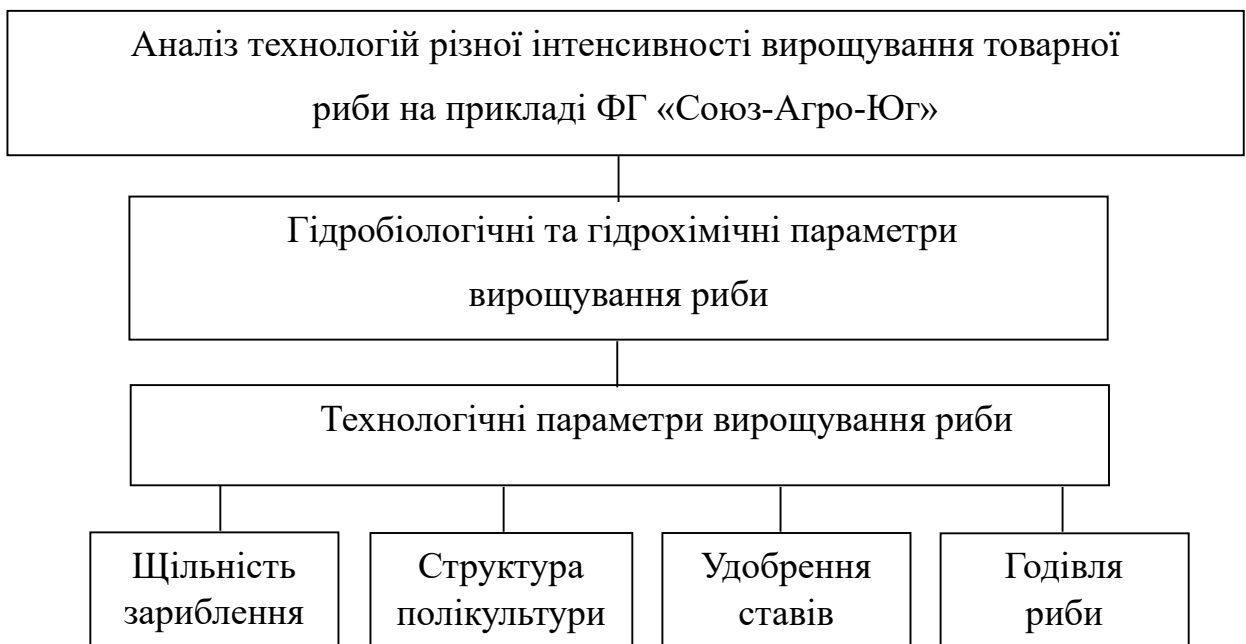 Аналіз технологій різної інтенсивності вирощування товарної
риби на прикладі ФГ «Союз-Агро-Юг»
Гідробіологічні та гідрохімічні параметри
вирощування риби
Технологічні параметри вирощування риби
Щільність
зариблення
Структура
полікультури
Удобрення
ставів
Годівля
риби